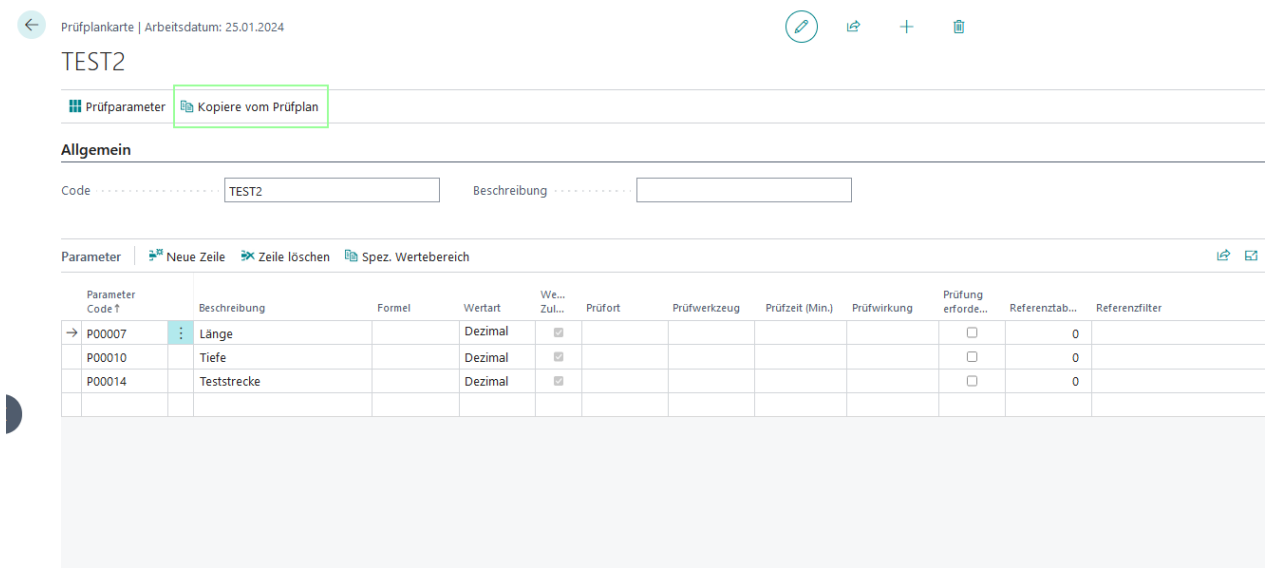 Prüfplankarte | Arbeitsdatum: 25.01.2024
TEST2
Prüfparameter Kopiere vom Prüfplan
Allgemein
Code TEST2 Beschreibung
Parameter Neue Zeile Zeile löschen Spez. Wertebereich
Parameter We... Prüfung
Code ↑ Beschreibung Formel Wertart Zul... Prüfort Prüfwerkzeug Prüfzeit (Min.) Prüfwirkung erforde... Referenztab... Referenzfilter
P00007 Länge Dezimal 0
P00010 Tiefe Dezimal 0
P00014 Teststrecke Dezimal 0